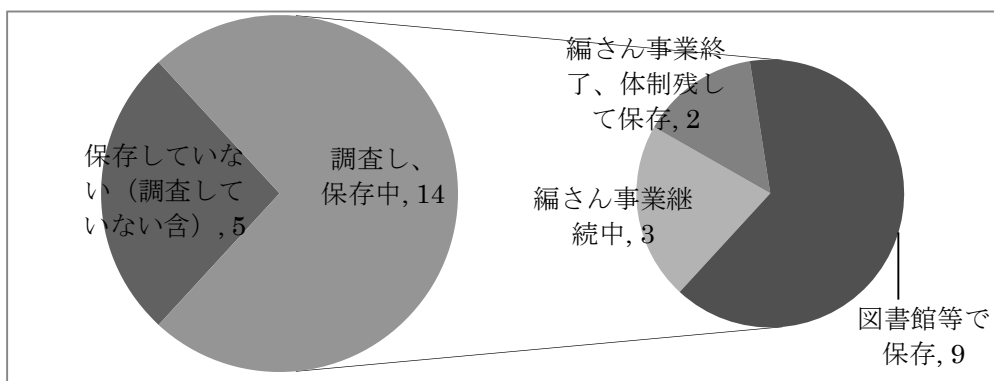 保存していな
い（調査して
いない含）, 5
調査し、
保存中, 14
編さん事業終
了、体制残し
て保存, 2
編さん事業継
続中, 3
図書館等で
保存, 9